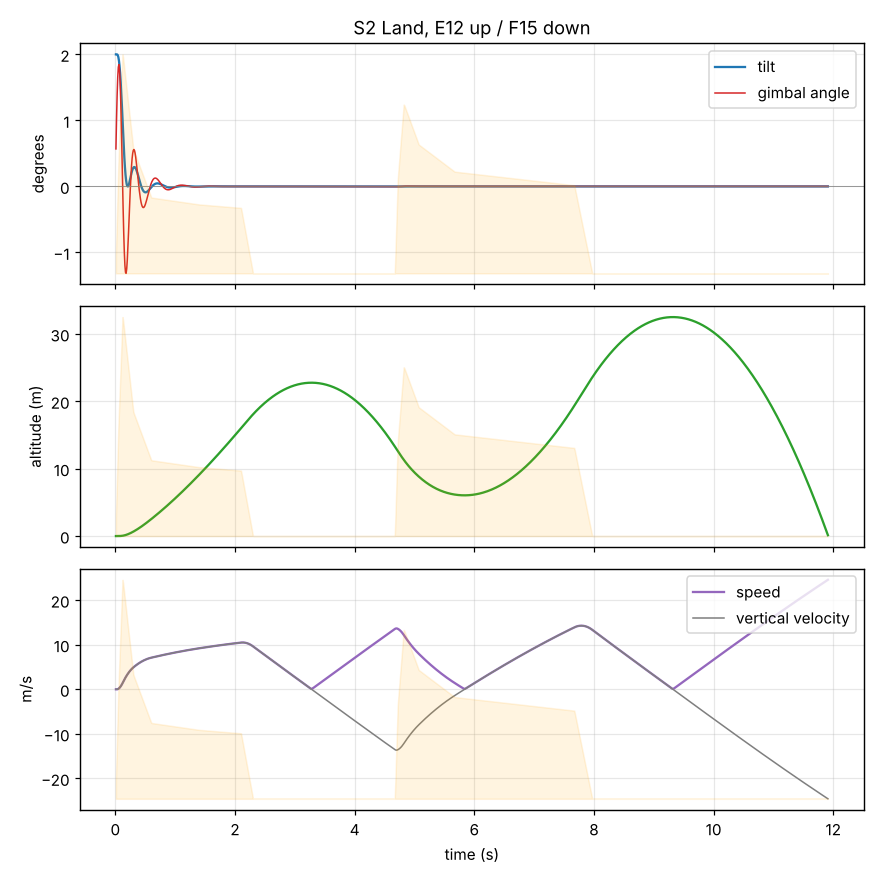 S2 Land, E12 up / F15 down
tilt
gimbal angle
degrees
2
1
0
−1
altitude (m)
30
20
10
0
speed
vertical velocity
m/s
20
10
0
−10
−20
0 2 4 6 8 10 12
time (s)